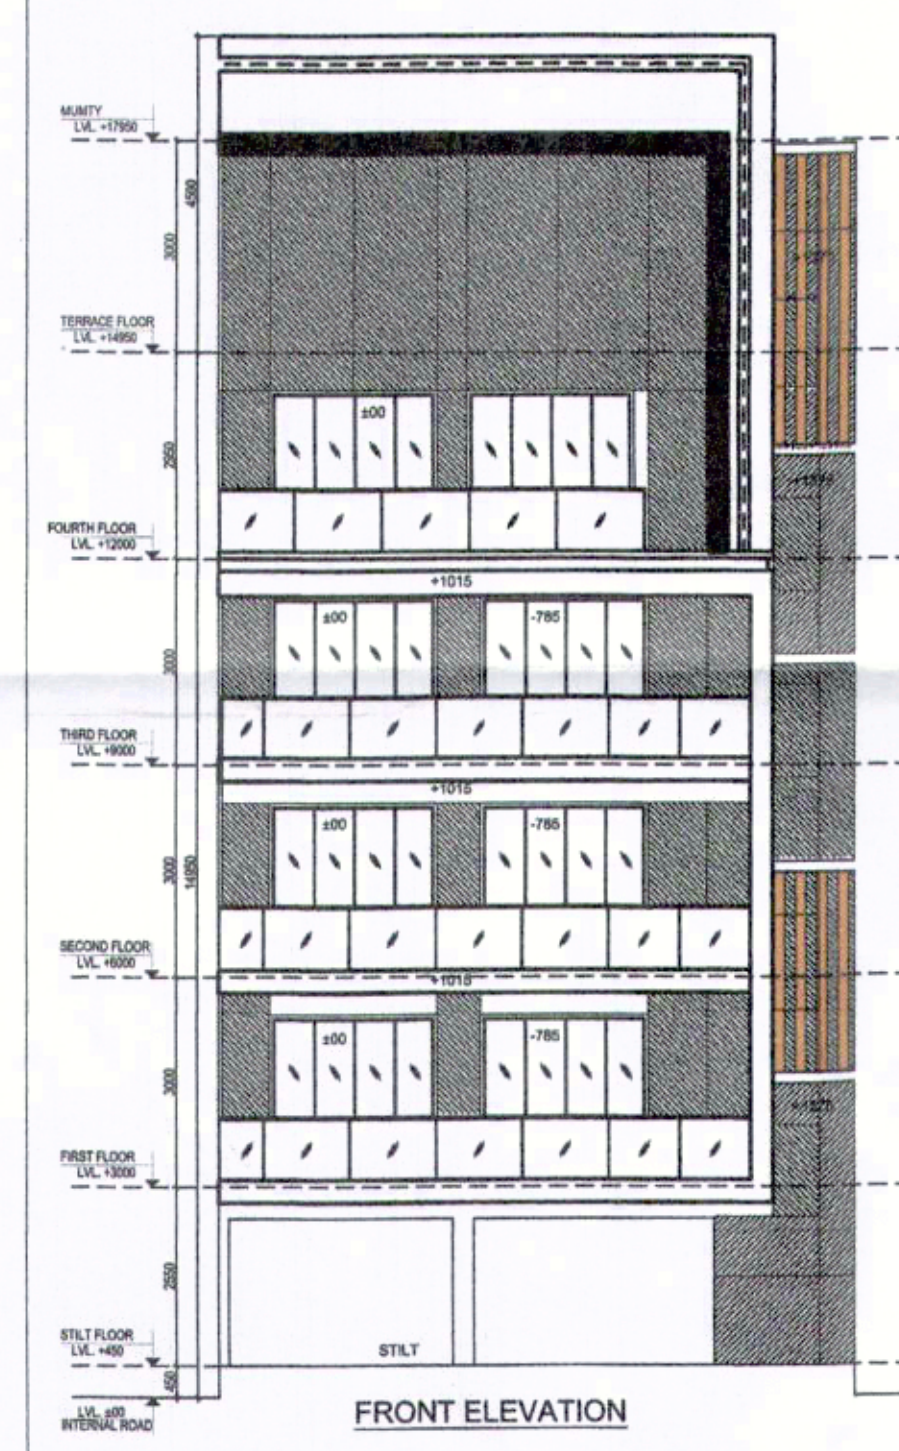 MUMTY
LVL. +17950
4500
3000
TERRACE FLOOR
LVL. +14950
±00
2950
FOURTH FLOOR
LVL. +12000
+1015
±00
-785
3000
THIRD FLOOR
LVL. +9000
+1015
±00
-785
3000
14950
SECOND FLOOR
LVL. +6000
+1015
±00
-785
3000
FIRST FLOOR
LVL. +3000
2550
STILT FLOOR
LVL. +450
STILT
450
LVL. ±00
INTERNAL ROAD
FRONT ELEVATION